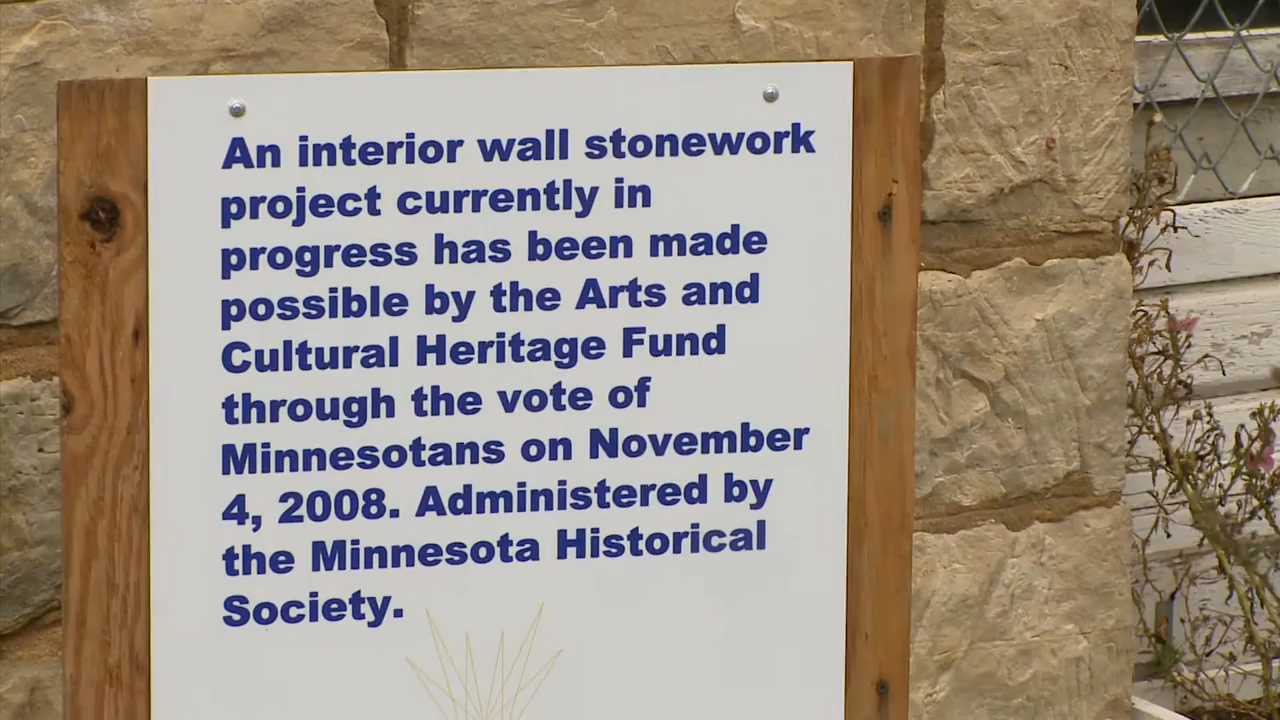 An interior wall stonework
project currently in
progress has been made
possible by the Arts and
Cultural Heritage Fund
through the vote of
Minnesotans on November
4, 2008. Administered by
the Minnesota Historical
Society.